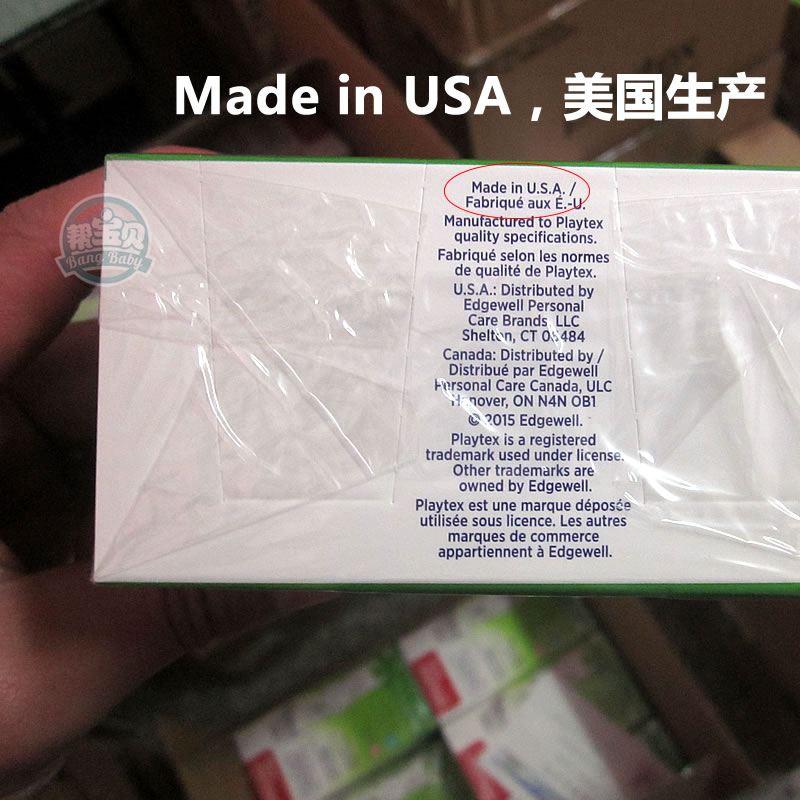 Made in USA，美国生产
Made in U.S.A. /
Fabriqué aux É.-U.
Manufactured to Playtex
quality specifications.
Fabriqué selon les normes
de qualité de Playtex.
U.S.A.: Distributed by
Edgewell Personal
Care Brands, LLC
Shelton, CT 06484
Canada: Distributed by /
Distribué par Edgewell
Personal Care Canada, ULC
Hanover, ON N4N OB1
© 2015 Edgewell.
Playtex is a registered
trademark used under license.
Other trademarks are
owned by Edgewell.
Playtex est une marque déposée
utilisée sous licence. Les autres
marques de commerce
appartiennent à Edgewell.
帮宝贝
Bang Baby